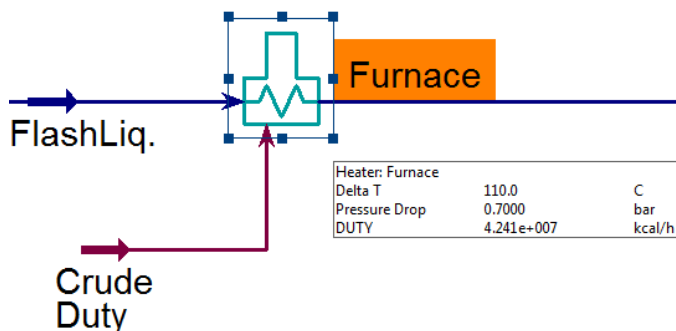 Furnace
FlashLiq.
Heater: Furnace
Delta T 110.0 C
Pressure Drop 0.7000 bar
DUTY 4.241e+007 kcal/h
Crude
Duty